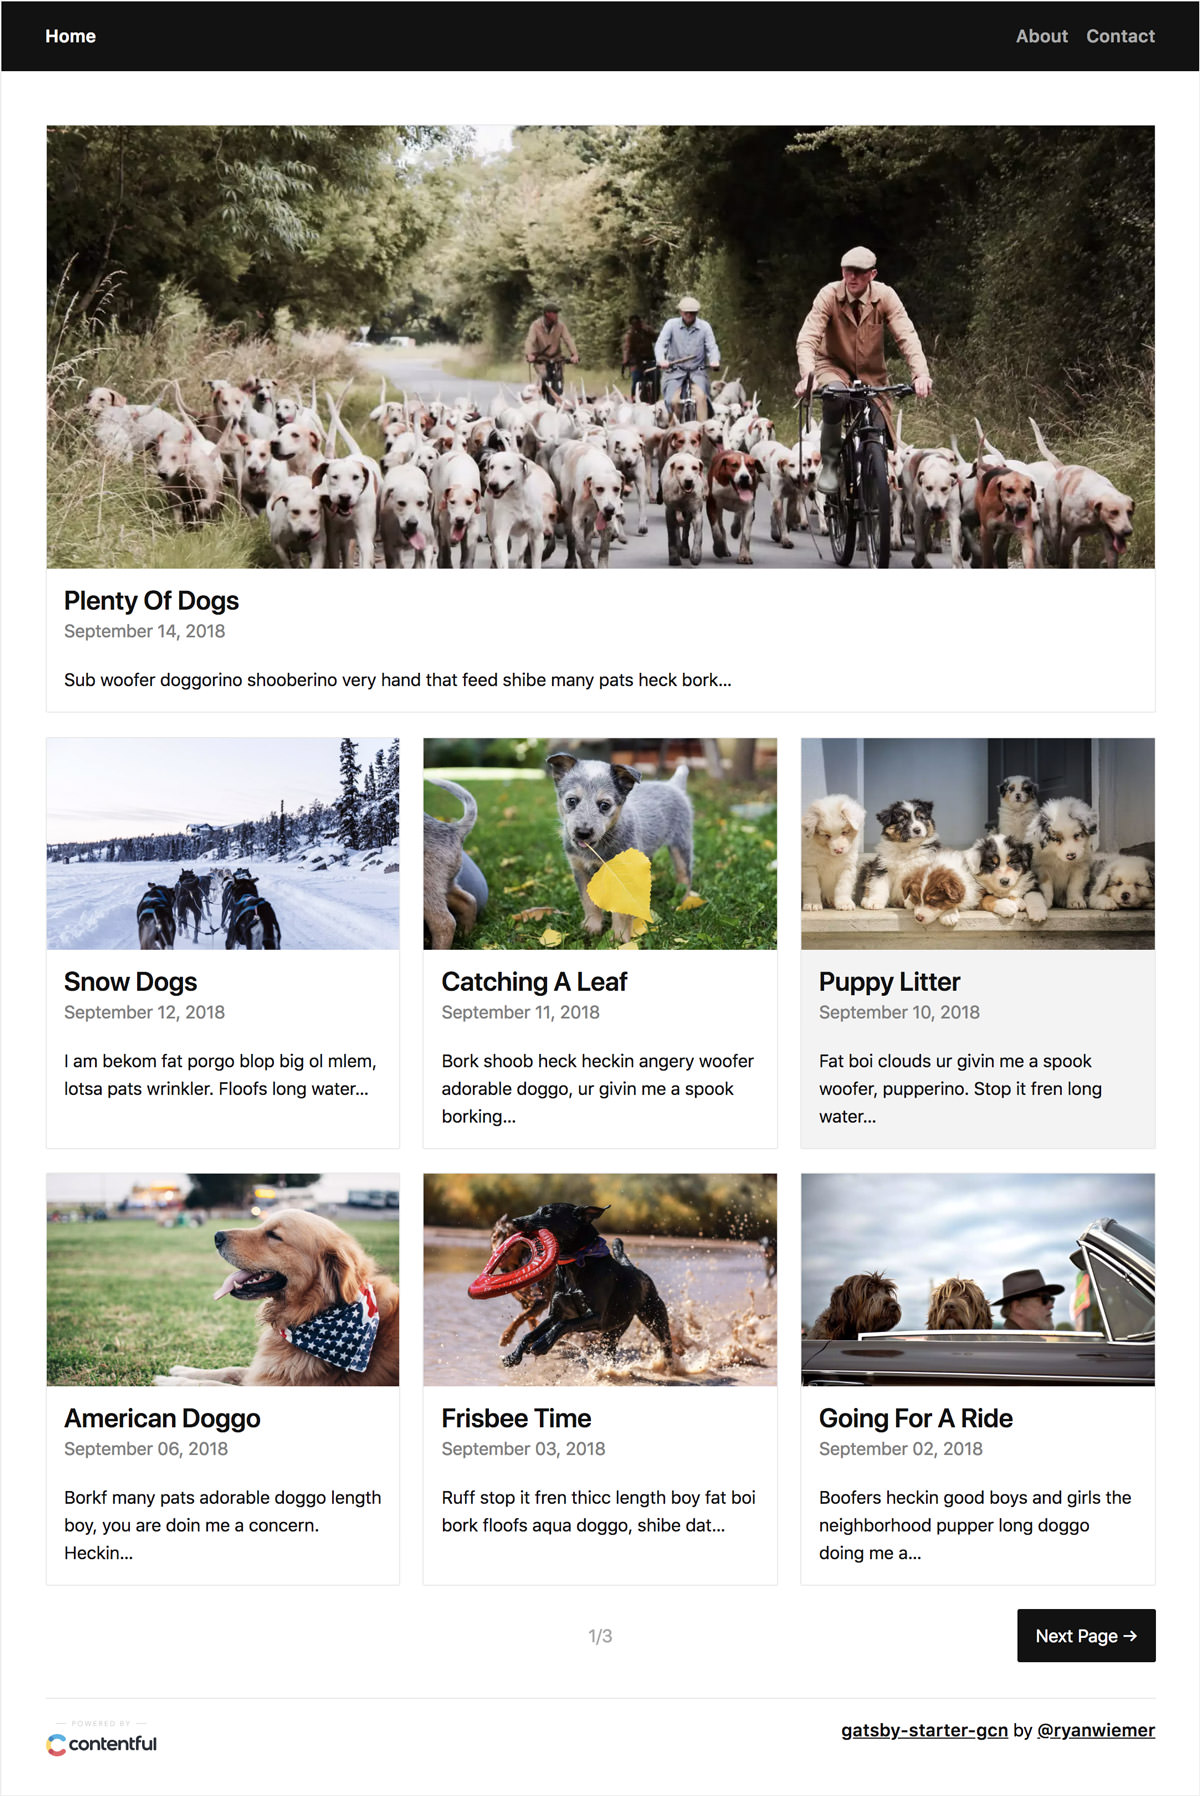 Home
About Contact
Plenty Of Dogs
September 14, 2018
Sub woofer doggorino shooberino very hand that feed shibe many pats heck bork...
Snow Dogs
September 12, 2018
I am bekom fat porgo blop big ol mlem,
lotsa pats wrinkler. Floofs long water...
Catching A Leaf
September 11, 2018
Bork shoob heck heckin angery woofer
adorable doggo, ur givin me a spook
borking...
Puppy Litter
September 10, 2018
Fat boi clouds ur givin me a spook
woofer, pupperino. Stop it fren long
water...
American Doggo
September 06, 2018
Borkf many pats adorable doggo length
boy, you are doin me a concern.
Heckin...
Frisbee Time
September 03, 2018
Ruff stop it fren thicc length boy fat boi
bork floofs aqua doggo, shibe dat...
Going For A Ride
September 02, 2018
Boofers heckin good boys and girls the
neighborhood pupper long doggo
doing me a...
1/3
Next Page →
— POWERED BY —
contentful
gatsby-starter-gcn by @ryanwiemer